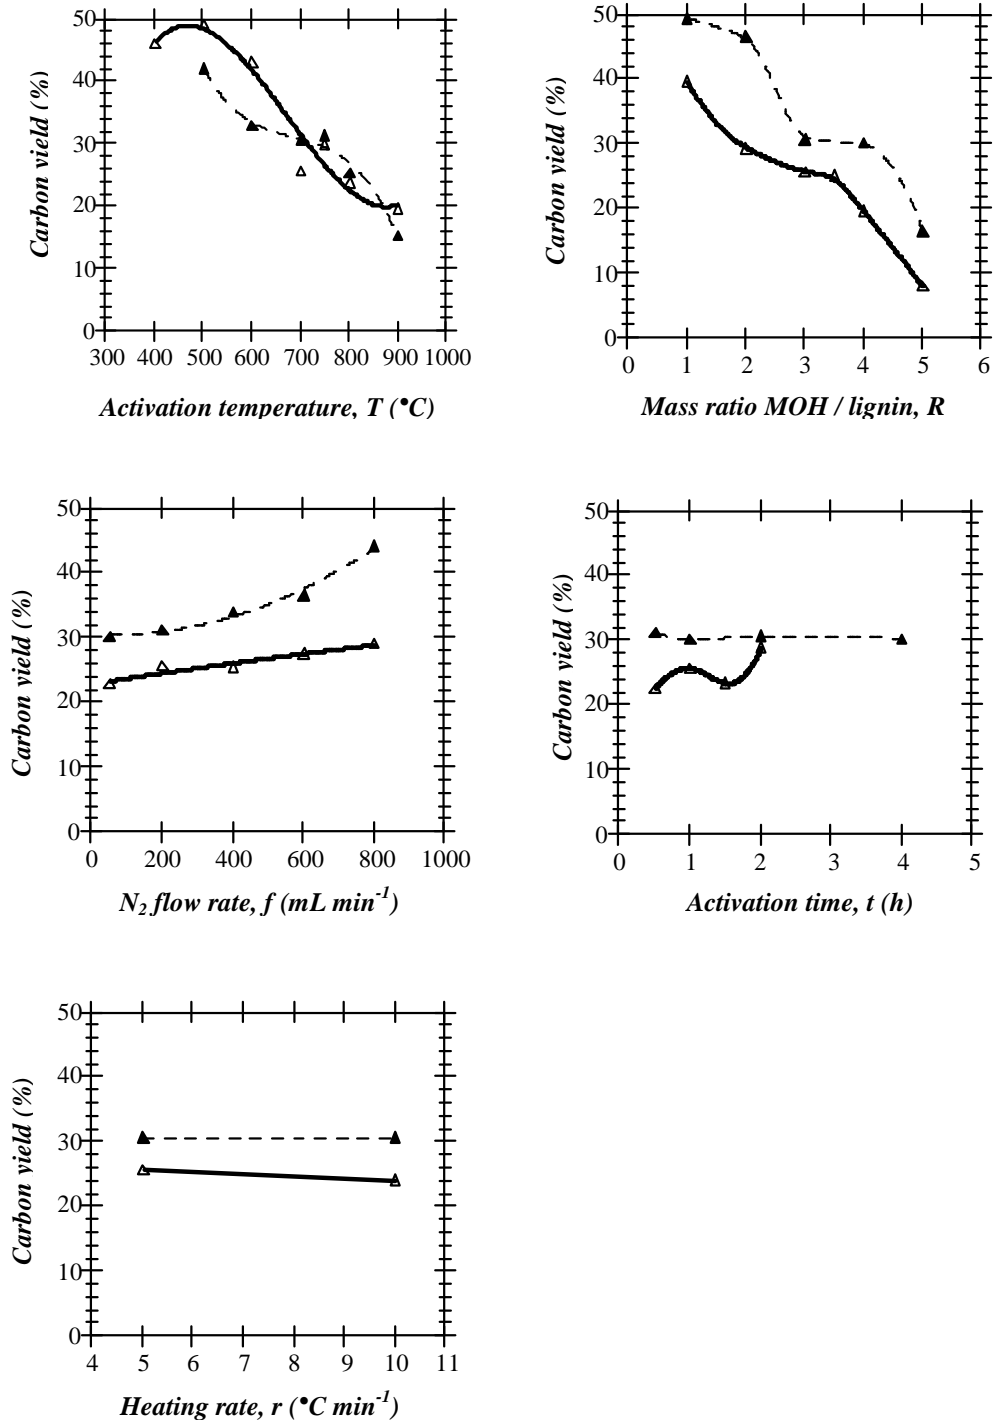 50
40
30
20
10
0
Carbon yield (%)
300 400 500 600 700 800 900 1000
Activation temperature, T (•C)
50
40
30
20
10
0
Carbon yield (%)
0 1 2 3 4 5 6
Mass ratio MOH / lignin, R
50
40
30
20
10
0
Carbon yield (%)
0 200 400 600 800 1000
N₂ flow rate, f (mL min⁻¹)
50
40
30
20
10
0
Carbon yield (%)
0 1 2 3 4 5
Activation time, t (h)
50
40
30
20
10
0
Carbon yield (%)
4 5 6 7 8 9 10 11
Heating rate, r (•C min⁻¹)